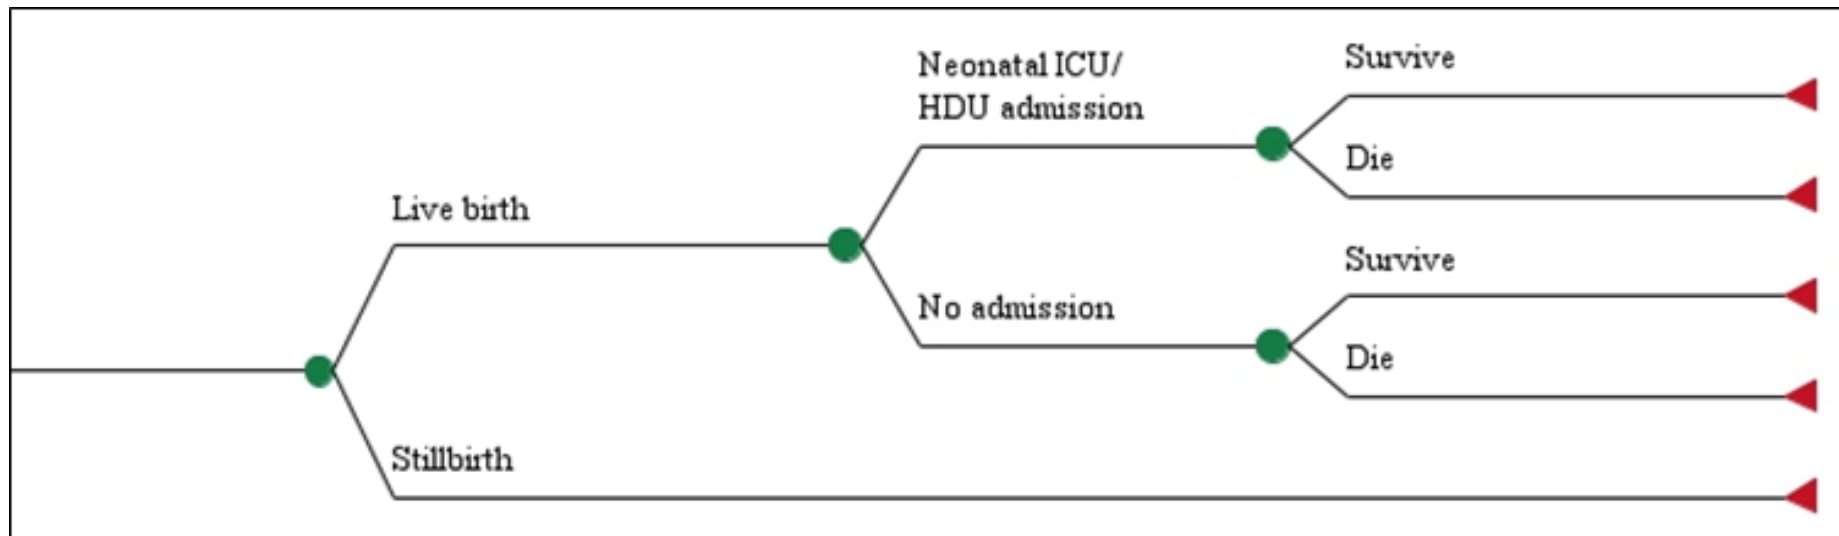 Neonatal ICU/
HDU admission
Survive
Die
Live birth
No admission
Survive
Die
Stillbirth